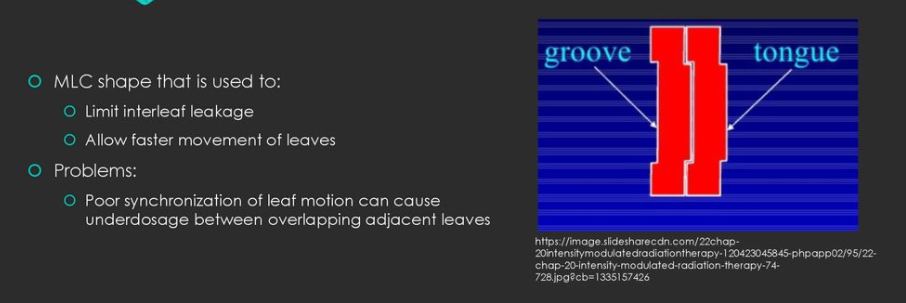 MLC shape that is used to:
Limit interleaf leakage
Allow faster movement of leaves
Problems:
Poor synchronization of leaf motion can cause
underdosage between overlapping adjacent leaves
groove
tongue
https://image.slidesharecdn.com/22chap-
20intensitymodulatedradiationtherapy-120423045845-phpapp02/95/22-
chap-20-intensity-modulated-radiation-therapy-74-
728.jpg?cb=1335157426